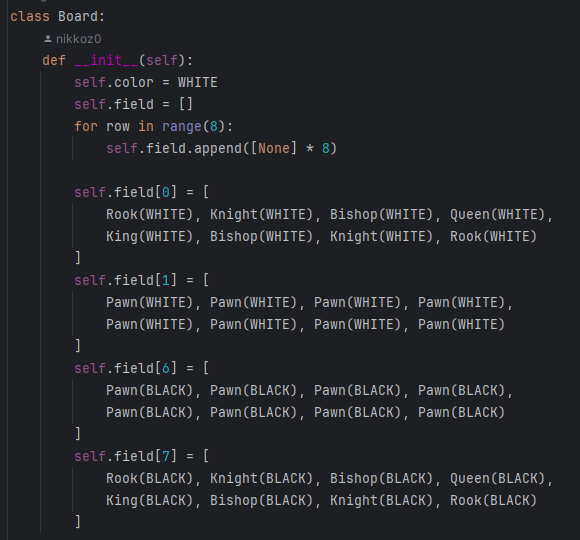 class Board:
nikkoz0
def __init__(self):
self.color = WHITE
self.field = []
for row in range(8):
self.field.append([None] * 8)
self.field[0] = [
Rook(WHITE), Knight(WHITE), Bishop(WHITE), Queen(WHITE),
King(WHITE), Bishop(WHITE), Knight(WHITE), Rook(WHITE)
]
self.field[1] = [
Pawn(WHITE), Pawn(WHITE), Pawn(WHITE), Pawn(WHITE),
Pawn(WHITE), Pawn(WHITE), Pawn(WHITE), Pawn(WHITE)
]
self.field[6] = [
Pawn(BLACK), Pawn(BLACK), Pawn(BLACK), Pawn(BLACK),
Pawn(BLACK), Pawn(BLACK), Pawn(BLACK), Pawn(BLACK)
]
self.field[7] = [
Rook(BLACK), Knight(BLACK), Bishop(BLACK), Queen(BLACK),
King(BLACK), Bishop(BLACK), Knight(BLACK), Rook(BLACK)
]